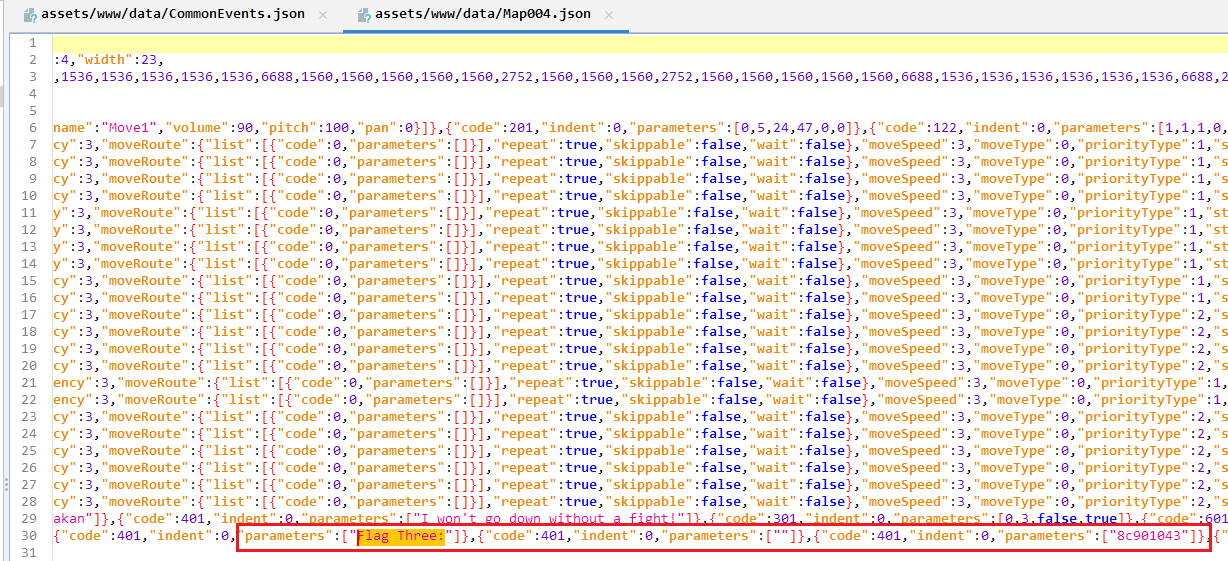 assets/www/data/CommonEvents.json × assets/www/data/Map004.json ×
1
2 :4,"width":23,
3 ,1536,1536,1536,1536,1536,6688,1560,1560,1560,1560,1560,2752,1560,1560,1560,2752,1560,1560,1560,1560,1560,6688,1536,1536,1536,1536,1536,1536,6688,2
4
5
6 name":"Move1","volume":90,"pitch":100,"pan":0}]},{"code":201,"indent":0,"parameters":[0,5,24,47,0,0]},{"code":122,"indent":0,"parameters":[1,1,1,0,
7 cy":3,"moveRoute":{"list":[{"code":0,"parameters":[]}],"repeat":true,"skippable":false,"wait":false},"moveSpeed":3,"moveType":0,"priorityType":1,"s
8 cy":3,"moveRoute":{"list":[{"code":0,"parameters":[]}],"repeat":true,"skippable":false,"wait":false},"moveSpeed":3,"moveType":0,"priorityType":1,"s
9 cy":3,"moveRoute":{"list":[{"code":0,"parameters":[]}],"repeat":true,"skippable":false,"wait":false},"moveSpeed":3,"moveType":0,"priorityType":1,"s
10 cy":3,"moveRoute":{"list":[{"code":0,"parameters":[]}],"repeat":true,"skippable":false,"wait":false},"moveSpeed":3,"moveType":0,"priorityType":1,"s
11 y":3,"moveRoute":{"list":[{"code":0,"parameters":[]}],"repeat":true,"skippable":false,"wait":false},"moveSpeed":3,"moveType":0,"priorityType":1,"st
12 y":3,"moveRoute":{"list":[{"code":0,"parameters":[]}],"repeat":true,"skippable":false,"wait":false},"moveSpeed":3,"moveType":0,"priorityType":1,"st
13 y":3,"moveRoute":{"list":[{"code":0,"parameters":[]}],"repeat":true,"skippable":false,"wait":false},"moveSpeed":3,"moveType":0,"priorityType":1,"st
14 y":3,"moveRoute":{"list":[{"code":0,"parameters":[]}],"repeat":true,"skippable":false,"wait":false},"moveSpeed":3,"moveType":0,"priorityType":1,"st
15 cy":3,"moveRoute":{"list":[{"code":0,"parameters":[]}],"repeat":true,"skippable":false,"wait":false},"moveSpeed":3,"moveType":0,"priorityType":1,"s
16 cy":3,"moveRoute":{"list":[{"code":0,"parameters":[]}],"repeat":true,"skippable":false,"wait":false},"moveSpeed":3,"moveType":0,"priorityType":1,"s
17 cy":3,"moveRoute":{"list":[{"code":0,"parameters":[]}],"repeat":true,"skippable":false,"wait":false},"moveSpeed":3,"moveType":0,"priorityType":2,"s
18 cy":3,"moveRoute":{"list":[{"code":0,"parameters":[]}],"repeat":true,"skippable":false,"wait":false},"moveSpeed":3,"moveType":0,"priorityType":2,"s
19 cy":3,"moveRoute":{"list":[{"code":0,"parameters":[]}],"repeat":true,"skippable":false,"wait":false},"moveSpeed":3,"moveType":0,"priorityType":2,"s
20 cy":3,"moveRoute":{"list":[{"code":0,"parameters":[]}],"repeat":true,"skippable":false,"wait":false},"moveSpeed":3,"moveType":0,"priorityType":2,"s
21 ency":3,"moveRoute":{"list":[{"code":0,"parameters":[]}],"repeat":true,"skippable":false,"wait":false},"moveSpeed":3,"moveType":0,"priorityType":1,
22 ency":3,"moveRoute":{"list":[{"code":0,"parameters":[]}],"repeat":true,"skippable":false,"wait":false},"moveSpeed":3,"moveType":0,"priorityType":1,
23 cy":3,"moveRoute":{"list":[{"code":0,"parameters":[]}],"repeat":true,"skippable":false,"wait":false},"moveSpeed":3,"moveType":0,"priorityType":2,"s
24 cy":3,"moveRoute":{"list":[{"code":0,"parameters":[]}],"repeat":true,"skippable":false,"wait":false},"moveSpeed":3,"moveType":0,"priorityType":2,"s
25 cy":3,"moveRoute":{"list":[{"code":0,"parameters":[]}],"repeat":true,"skippable":false,"wait":false},"moveSpeed":3,"moveType":0,"priorityType":2,"s
26 cy":3,"moveRoute":{"list":[{"code":0,"parameters":[]}],"repeat":true,"skippable":false,"wait":false},"moveSpeed":3,"moveType":0,"priorityType":2,"s
27 cy":3,"moveRoute":{"list":[{"code":0,"parameters":[]}],"repeat":true,"skippable":false,"wait":false},"moveSpeed":3,"moveType":0,"priorityType":2,"s
28 cy":3,"moveRoute":{"list":[{"code":0,"parameters":[]}],"repeat":true,"skippable":false,"wait":false},"moveSpeed":3,"moveType":0,"priorityType":2,"s
29 akan"]},{"code":401,"indent":0,"parameters":["I won't go down without a fight!"]},{"code":301,"indent":0,"parameters":[0,3,false,true]},{"code":601
30 {"code":401,"indent":0,"parameters":["Flag Three:"]},{"code":401,"indent":0,"parameters":[""]},{"code":401,"indent":0,"parameters":["8c901043"]},{"
31